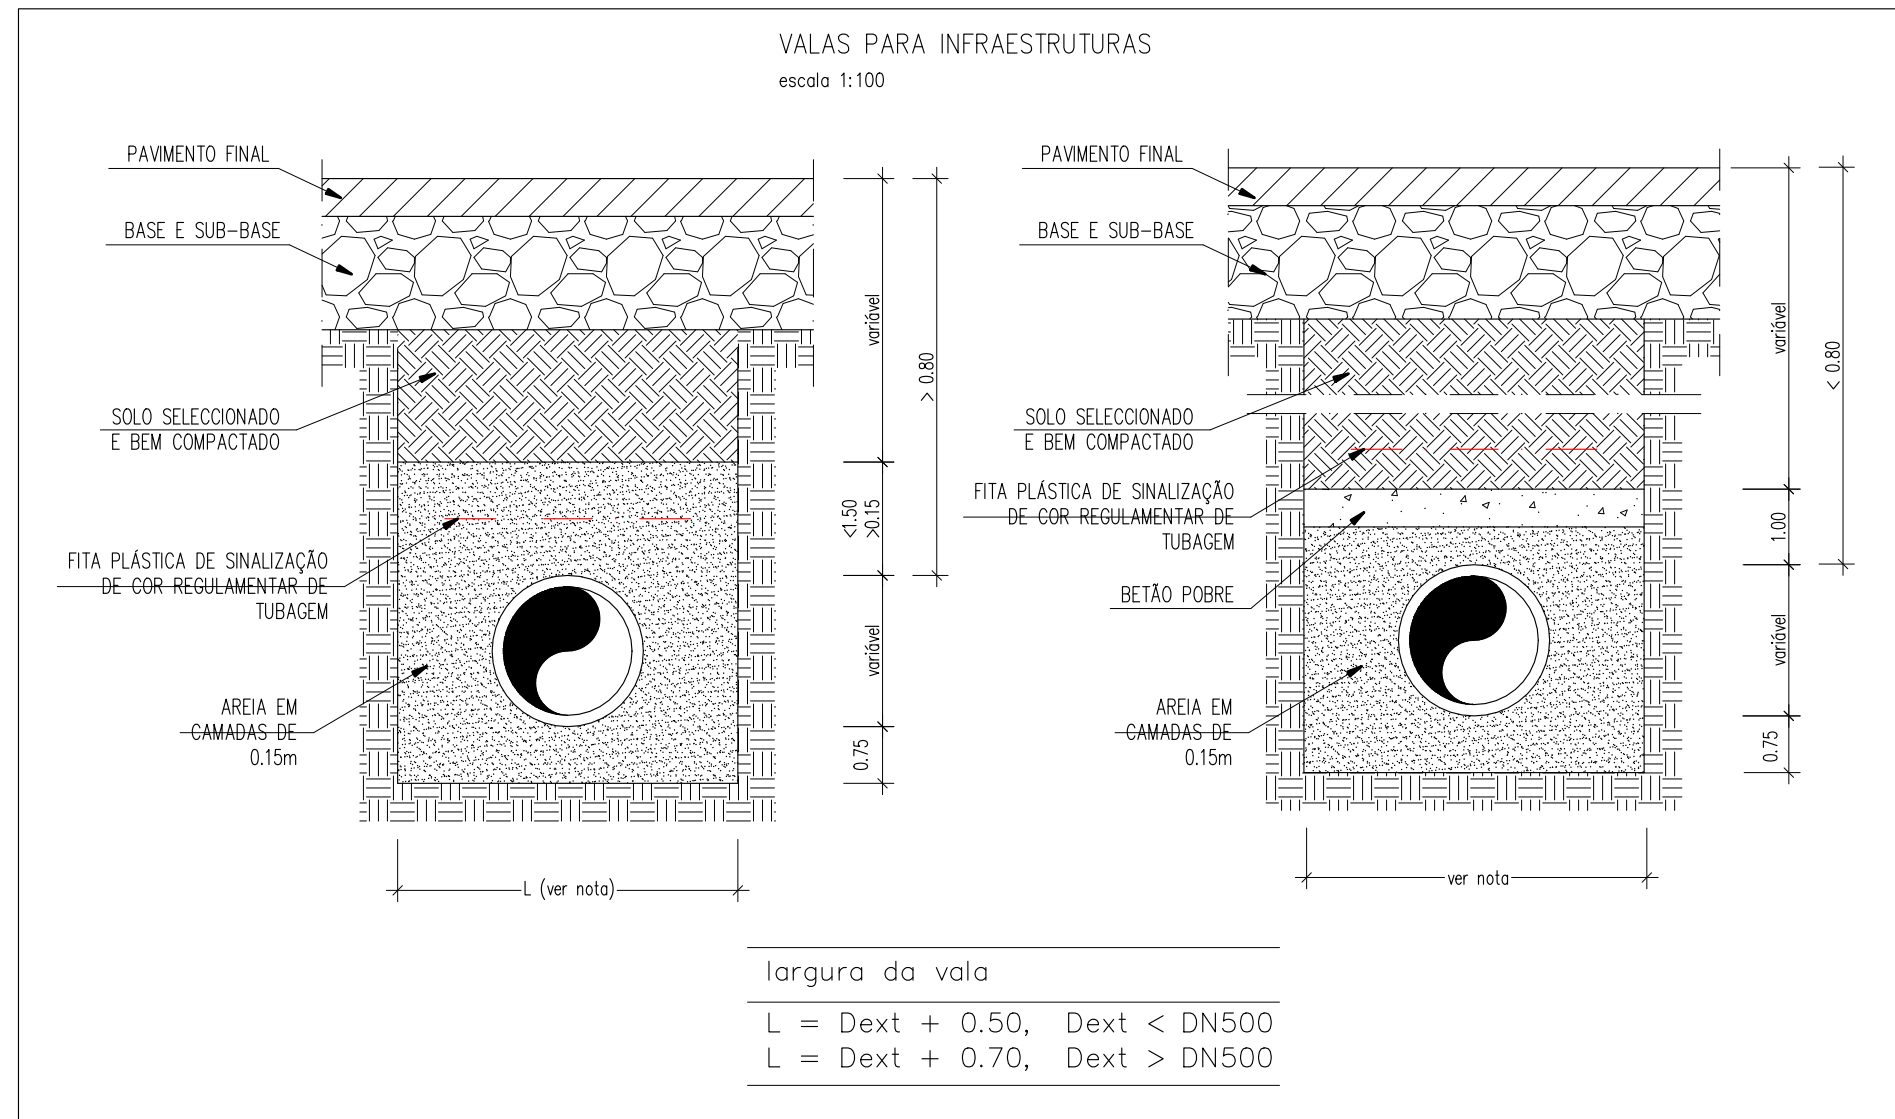 VALAS PARA INFRAESTRUTURAS
escala 1:100
PAVIMENTO FINAL
BASE E SUB-BASE
SOLO SELECCIONADO
E BEM COMPACTADO
FITA PLÁSTICA DE SINALIZAÇÃO
DE COR REGULAMENTAR DE
TUBAGEM
AREIA EM
CAMADAS DE
0.15m
variável
> 0.80
<1.50
>0.15
variável
0.75
L (ver nota)
PAVIMENTO FINAL
BASE E SUB-BASE
SOLO SELECCIONADO
E BEM COMPACTADO
FITA PLÁSTICA DE SINALIZAÇÃO
DE COR REGULAMENTAR DE
TUBAGEM
BETÃO POBRE
AREIA EM
CAMADAS DE
0.15m
variável
< 0.80
1.00
variável
0.75
ver nota
largura da vala
L = Dext + 0.50, Dext < DN500
L = Dext + 0.70, Dext > DN500